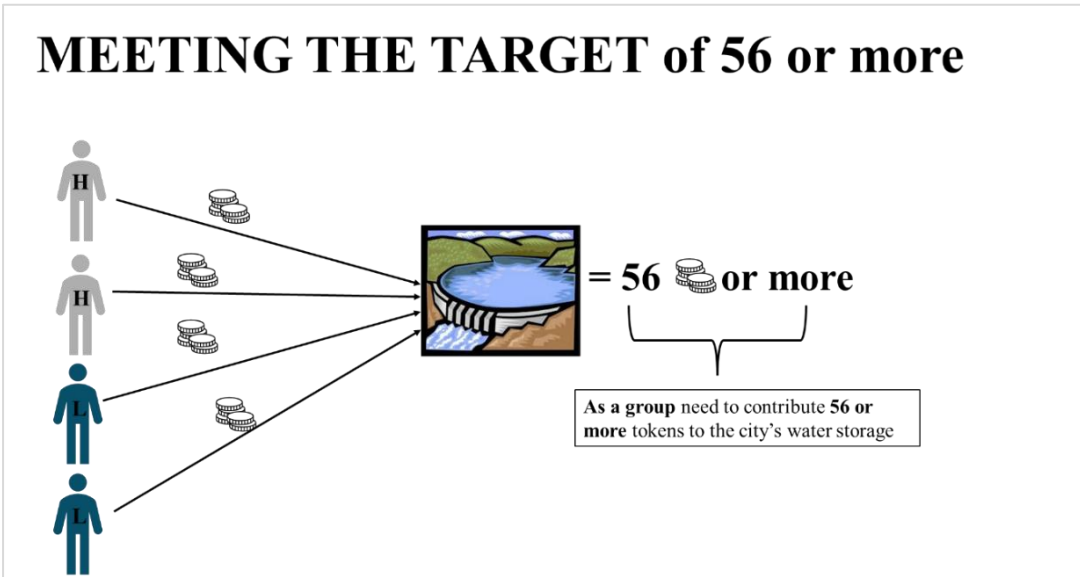 MEETING THE TARGET of 56 or more
H
H
L
L
= 56 or more
As a group need to contribute 56 or
more tokens to the city's water storage